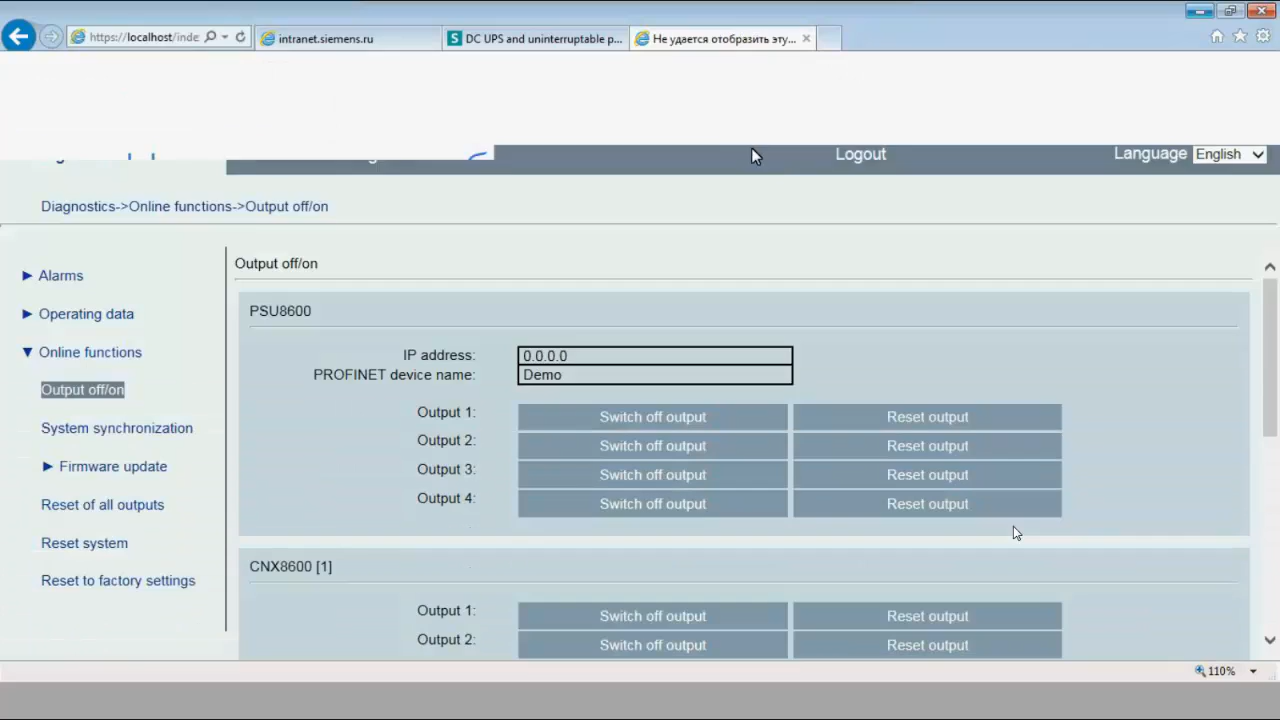 https://localhost/inde
intranet.siemens.ru
DC UPS and uninterruptable p...
Не удается отобразить эту...
Logout
Language English
Diagnostics->Online functions->Output off/on
Alarms
Operating data
Online functions
Output off/on
System synchronization
Firmware update
Reset of all outputs
Reset system
Reset to factory settings
Output off/on
PSU8600
IP address: 0.0.0.0
PROFINET device name: Demo
Output 1: Switch off output Reset output
Output 2: Switch off output Reset output
Output 3: Switch off output Reset output
Output 4: Switch off output Reset output
CNX8600 [1]
Output 1: Switch off output Reset output
Output 2: Switch off output Reset output
110%